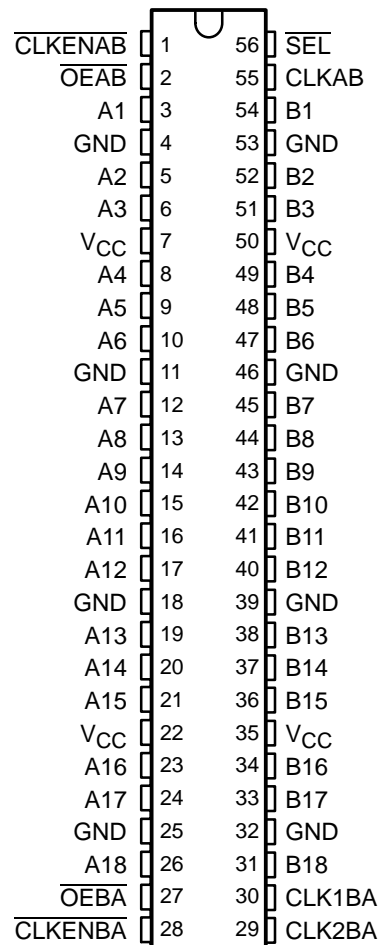 CLKENAB 1 56 SEL
OEAB 2 55 CLKAB
A1 3 54 B1
GND 4 53 GND
A2 5 52 B2
A3 6 51 B3
VCC 7 50 VCC
A4 8 49 B4
A5 9 48 B5
A6 10 47 B6
GND 11 46 GND
A7 12 45 B7
A8 13 44 B8
A9 14 43 B9
A10 15 42 B10
A11 16 41 B11
A12 17 40 B12
GND 18 39 GND
A13 19 38 B13
A14 20 37 B14
A15 21 36 B15
VCC 22 35 VCC
A16 23 34 B16
A17 24 33 B17
GND 25 32 GND
A18 26 31 B18
OEBA 27 30 CLK1BA
CLKENBA 28 29 CLK2BA